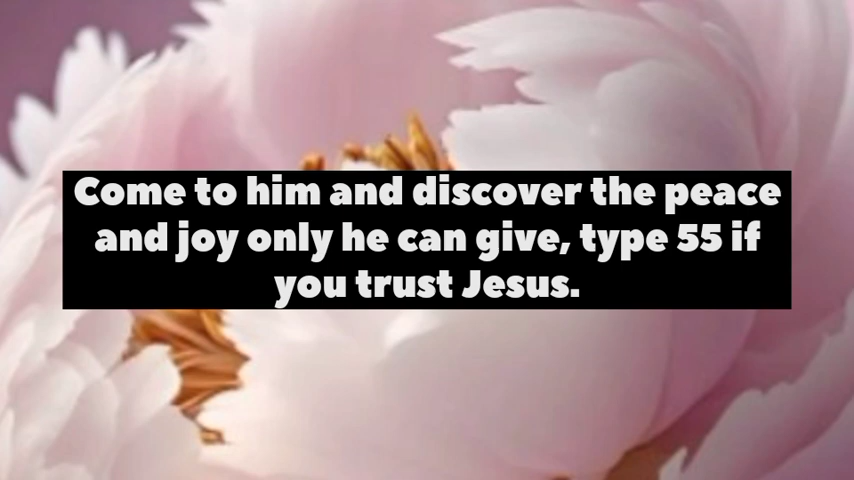 Come to him and discover the peace
and joy only he can give, type 55 if
you trust Jesus.